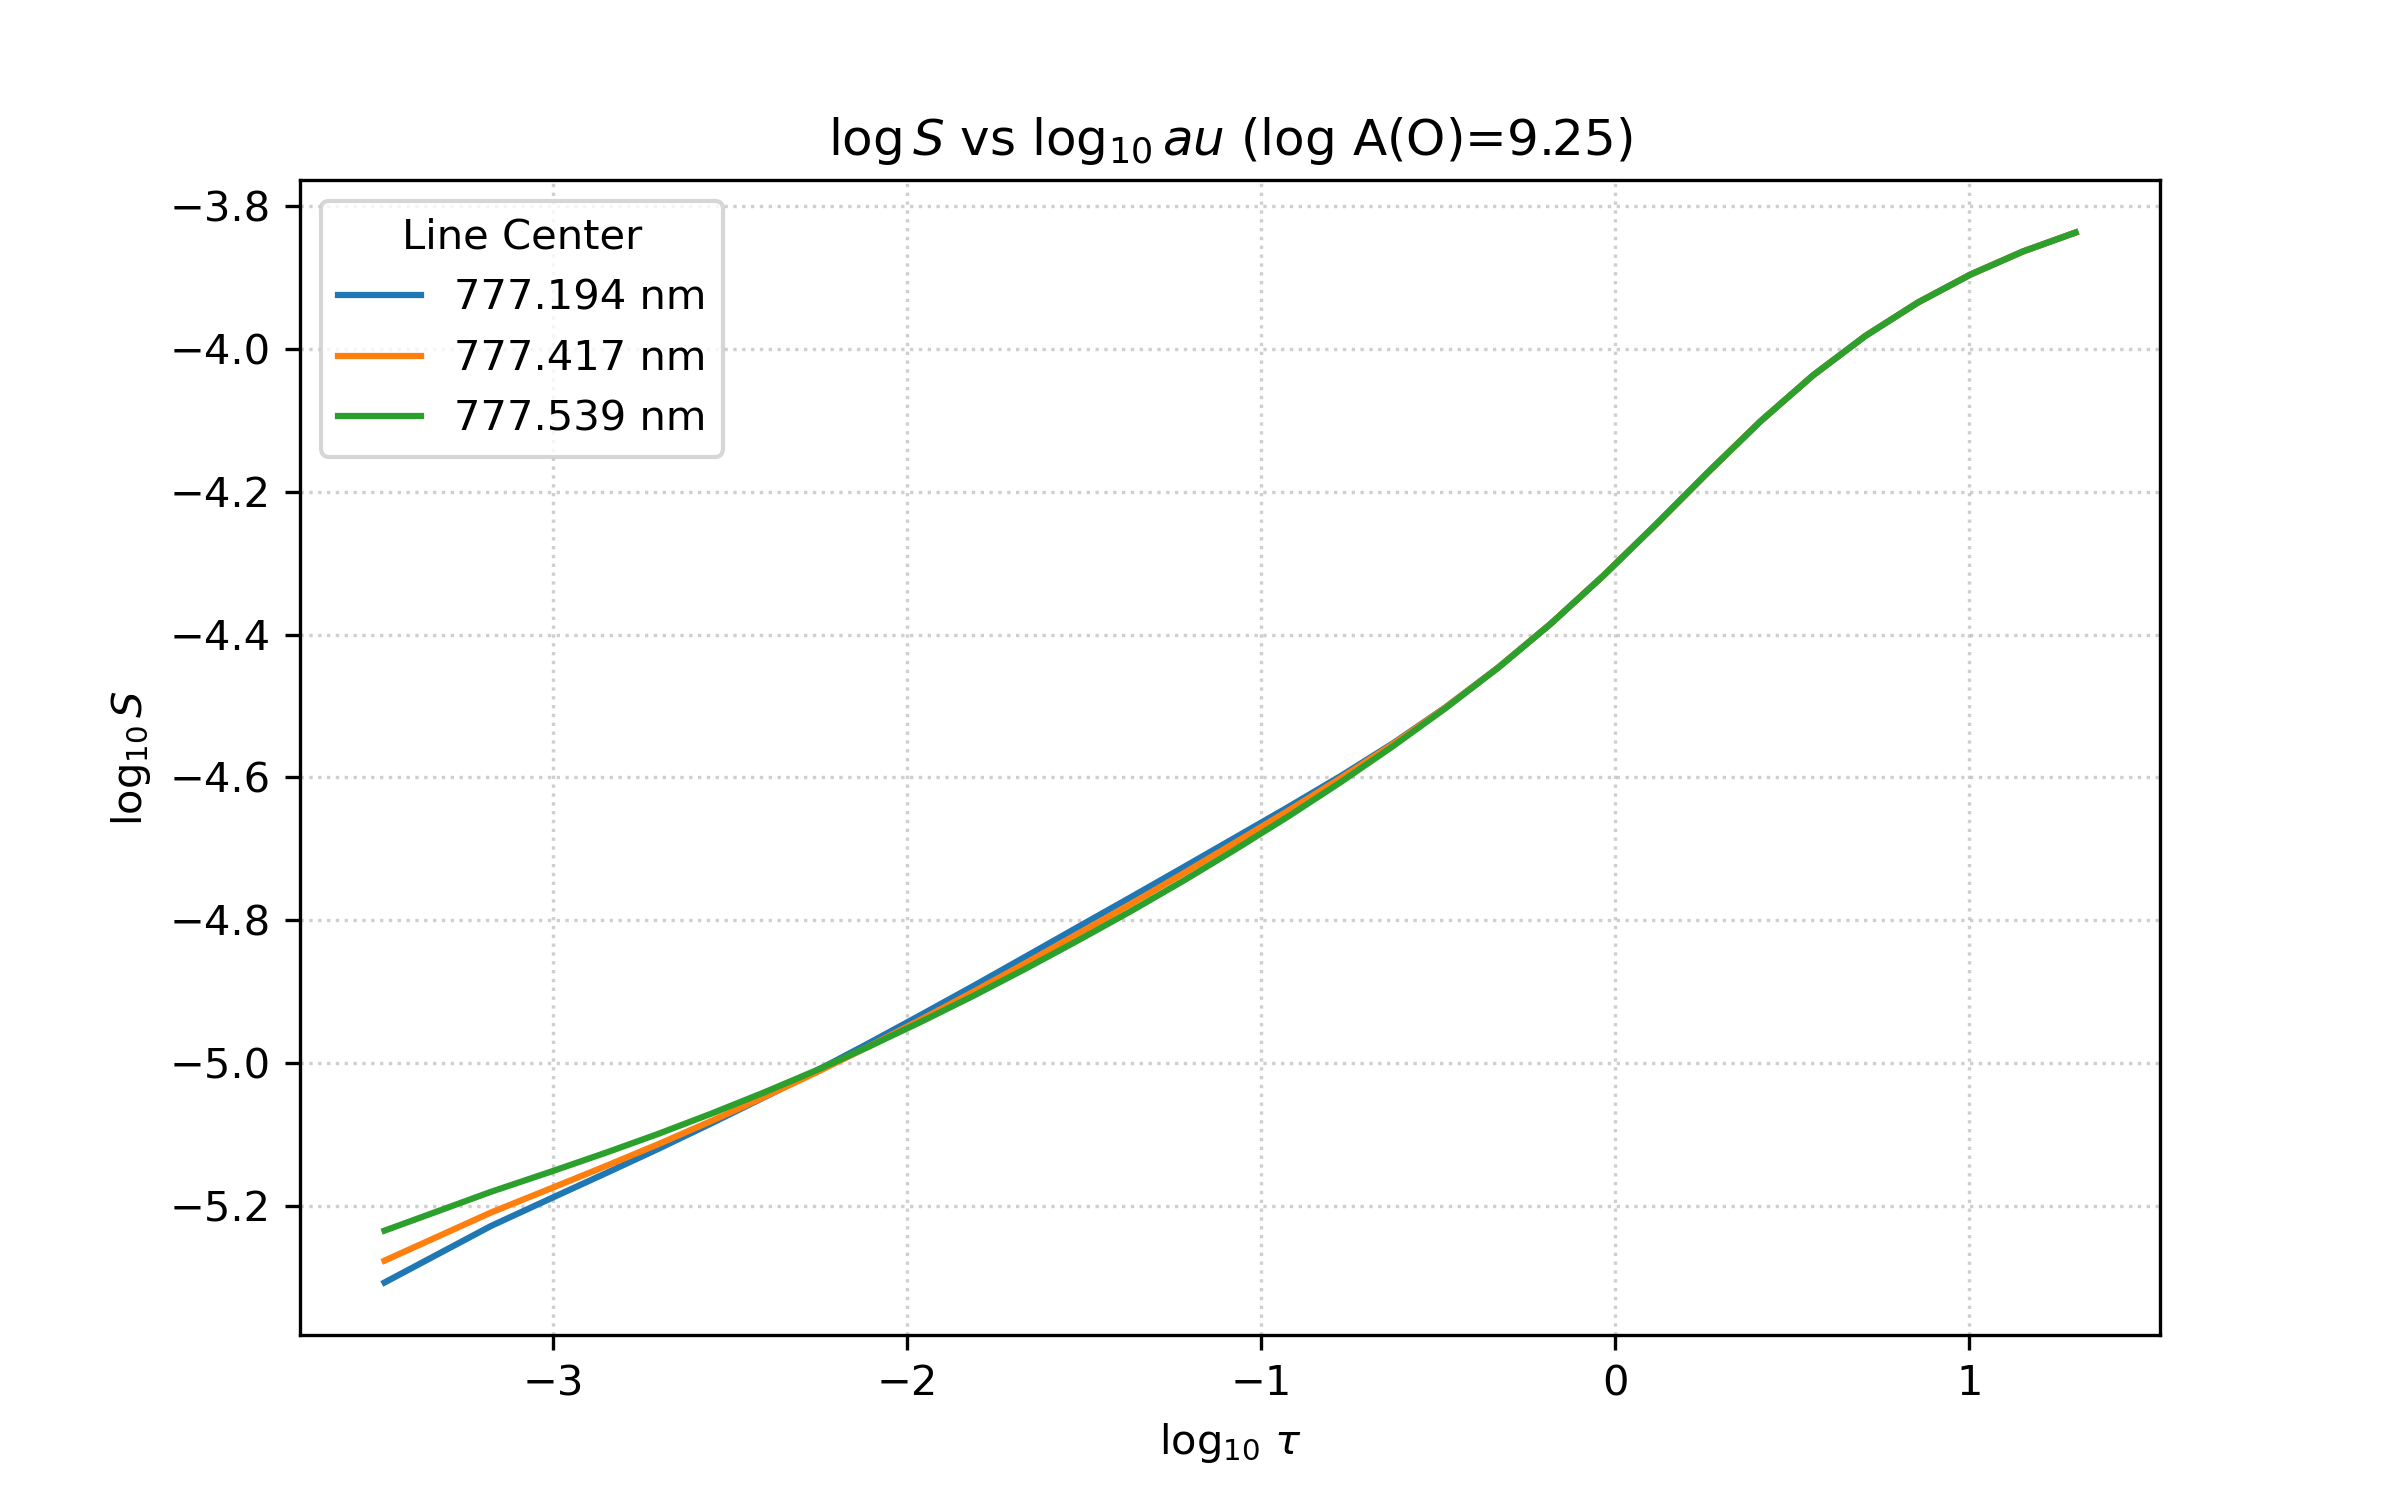 log S vs log₁₀ au (log A(O)=9.25)
Line Center
777.194 nm
777.417 nm
777.539 nm
−3.8
−4.0
−4.2
−4.4
−4.6
−4.8
−5.0
−5.2
log₁₀ S
−3
−2
−1
0
1
log₁₀ τ